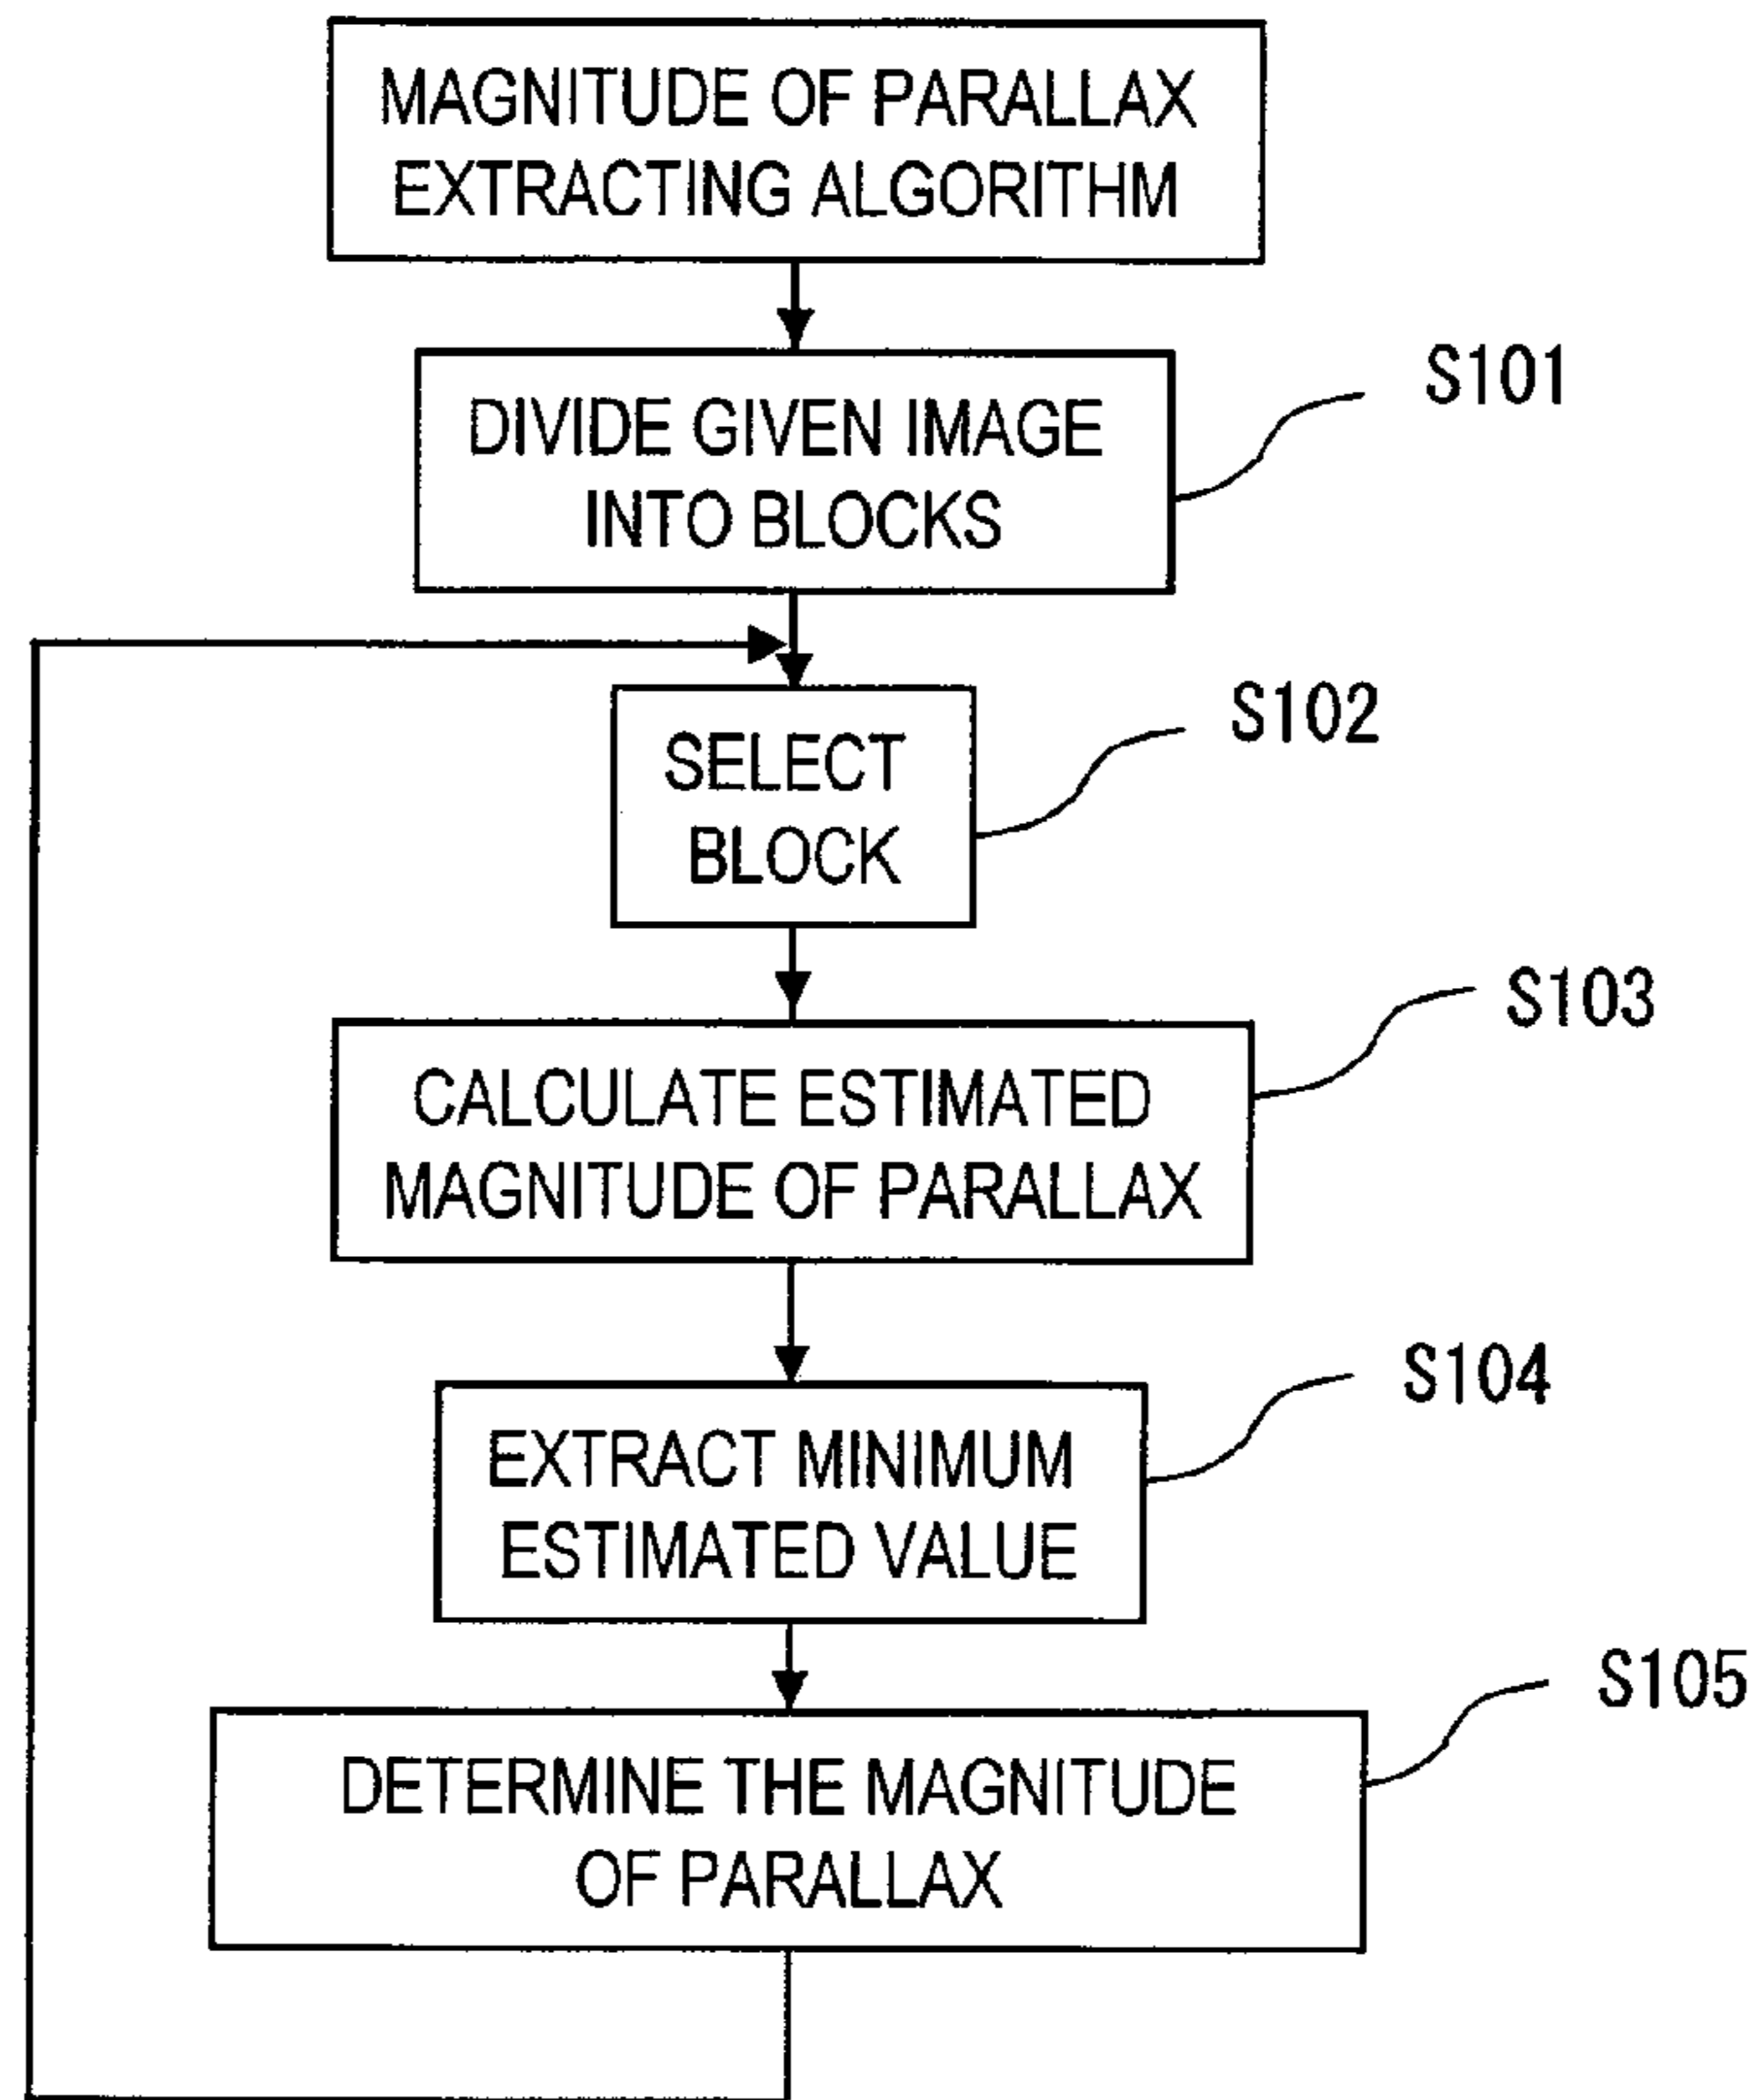 MAGNITUDE OF PARALLAX
EXTRACTING ALGORITHM
S101
DIVIDE GIVEN IMAGE
INTO BLOCKS
S102
SELECT
BLOCK
S103
CALCULATE ESTIMATED
MAGNITUDE OF PARALLAX
S104
EXTRACT MINIMUM
ESTIMATED VALUE
S105
DETERMINE THE MAGNITUDE
OF PARALLAX